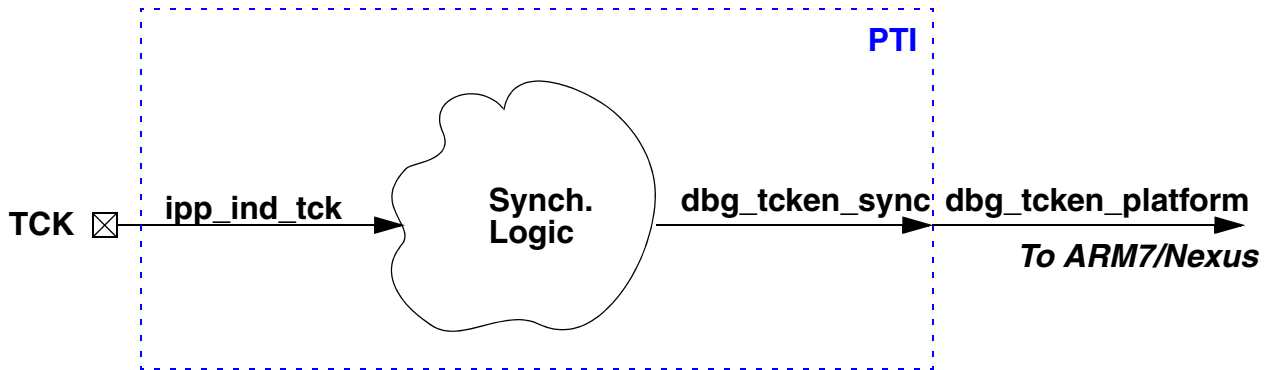 PTI
TCK
ipp_ind_tck
Synch.
Logic
dbg_tcken_sync
dbg_tcken_platform
To ARM7/Nexus